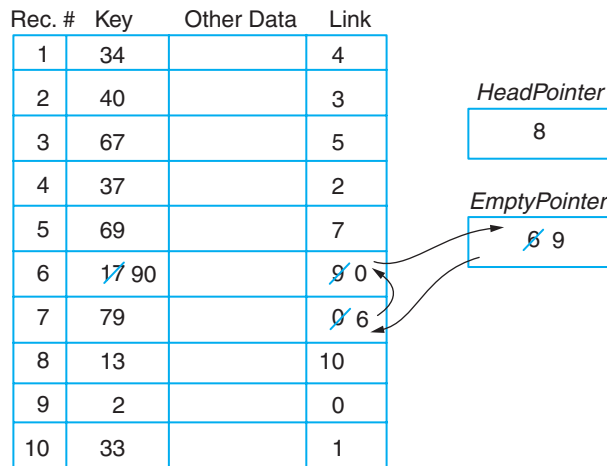 Rec. # Key Other Data Link
1 34 4
2 40 3
HeadPointer
8
3 67 5
4 37 2
EmptyPointer
6 9
5 69 7
6 17 90 9 0
7 79 0 6
8 13 10
9 2 0
10 33 1